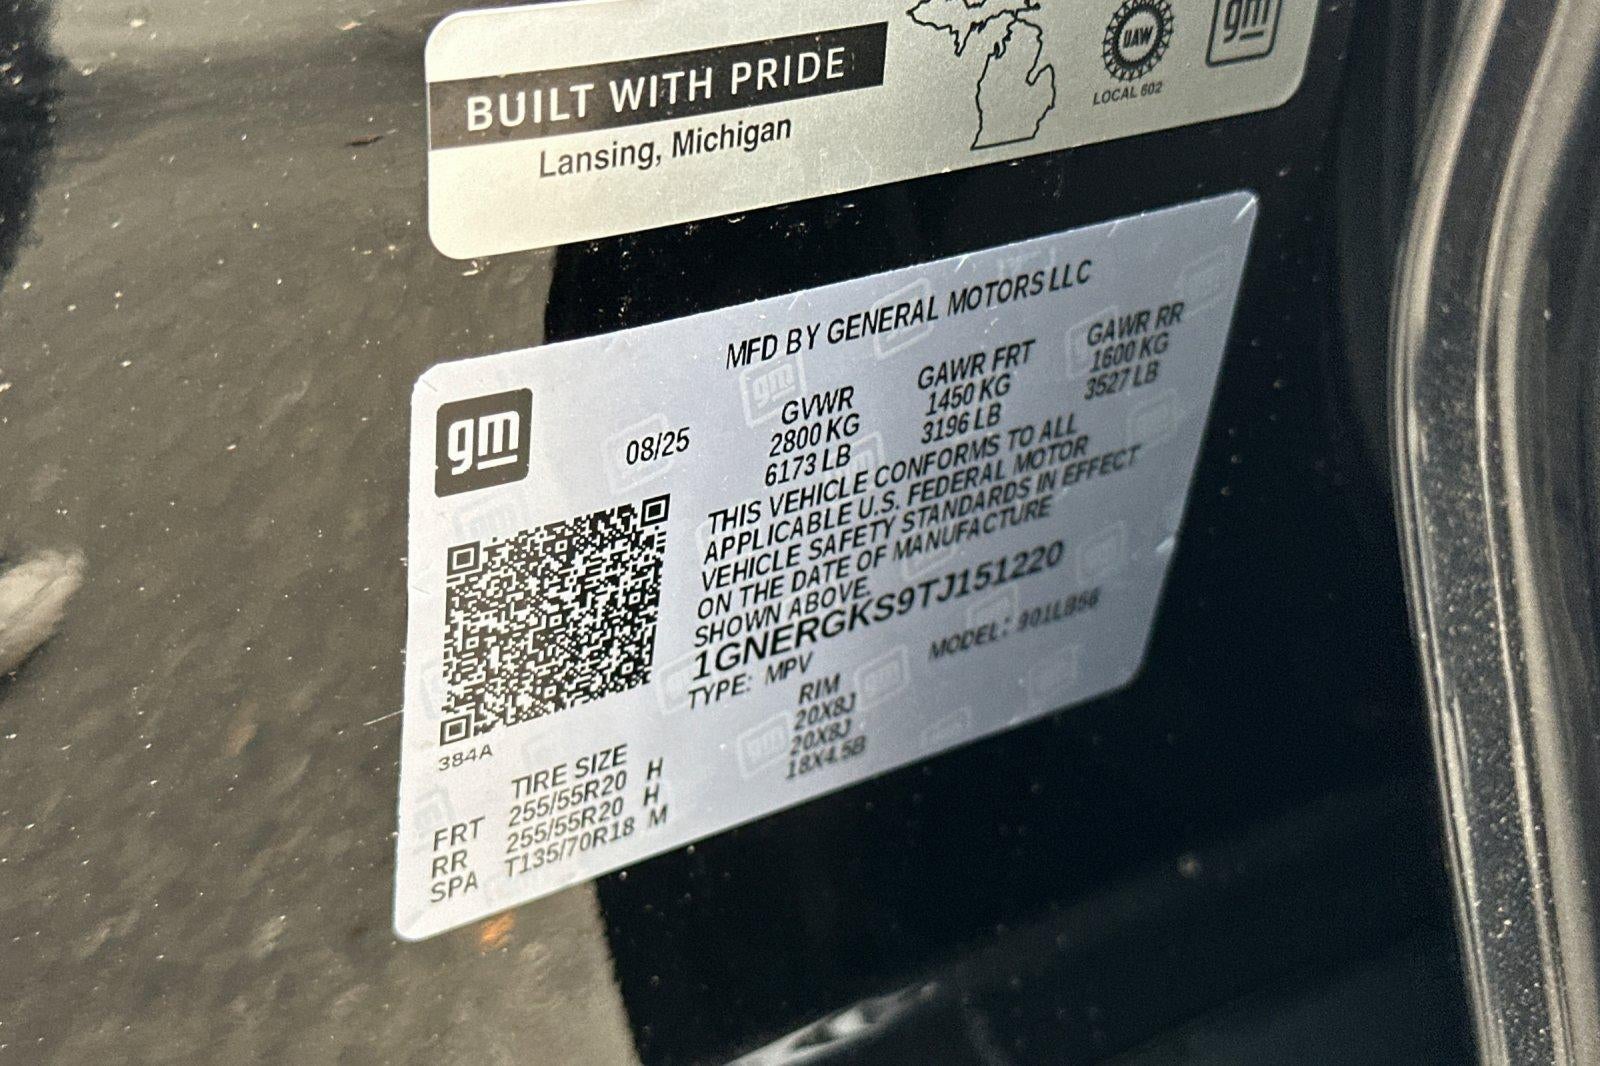 BUILT WITH PRIDE
Lansing, Michigan
UAW
LOCAL 602
gm
MFD BY GENERAL MOTORS LLC
gm
08/25
GVWR
2800 KG
6173 LB
GAWR FRT
1450 KG
3196 LB
GAWR RR
1600 KG
3527 LB
THIS VEHICLE CONFORMS TO ALL
APPLICABLE U.S. FEDERAL MOTOR
VEHICLE SAFETY STANDARDS IN EFFECT
ON THE DATE OF MANUFACTURE
SHOWN ABOVE.
1GNERGKS9TJ151220
TYPE: MPV MODEL: 901LB56
384A
TIRE SIZE RIM
FRT 255/55R20 H 20X8J
RR 255/55R20 H 20X8J
SPA T135/70R18 M 18X4.5B